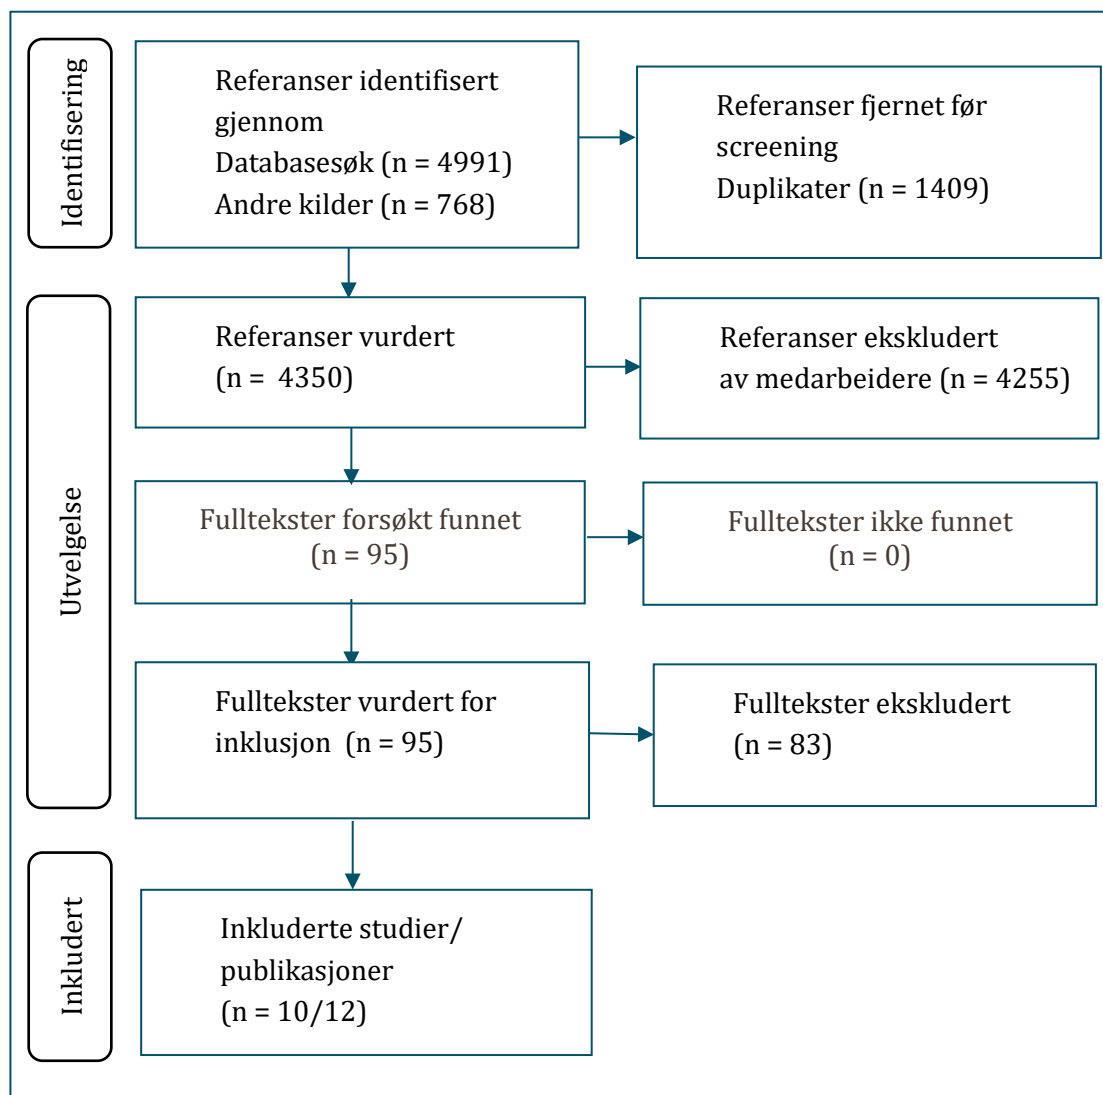 Identifisering
Referanser identifisert
gjennom
Databasesøk (n = 4991)
Andre kilder (n = 768)
Referanser fjernet før
screening
Duplikater (n = 1409)
Utvelgelse
Referanser vurdert
(n =  4350)
Referanser ekskludert
av medarbeidere (n = 4255)
Fulltekster forsøkt funnet
(n = 95)
Fulltekster ikke funnet
(n = 0)
Fulltekster vurdert for
inklusjon  (n = 95)
Fulltekster ekskludert
(n = 83)
Inkludert
Inkluderte studier/
publikasjoner
(n = 10/12)